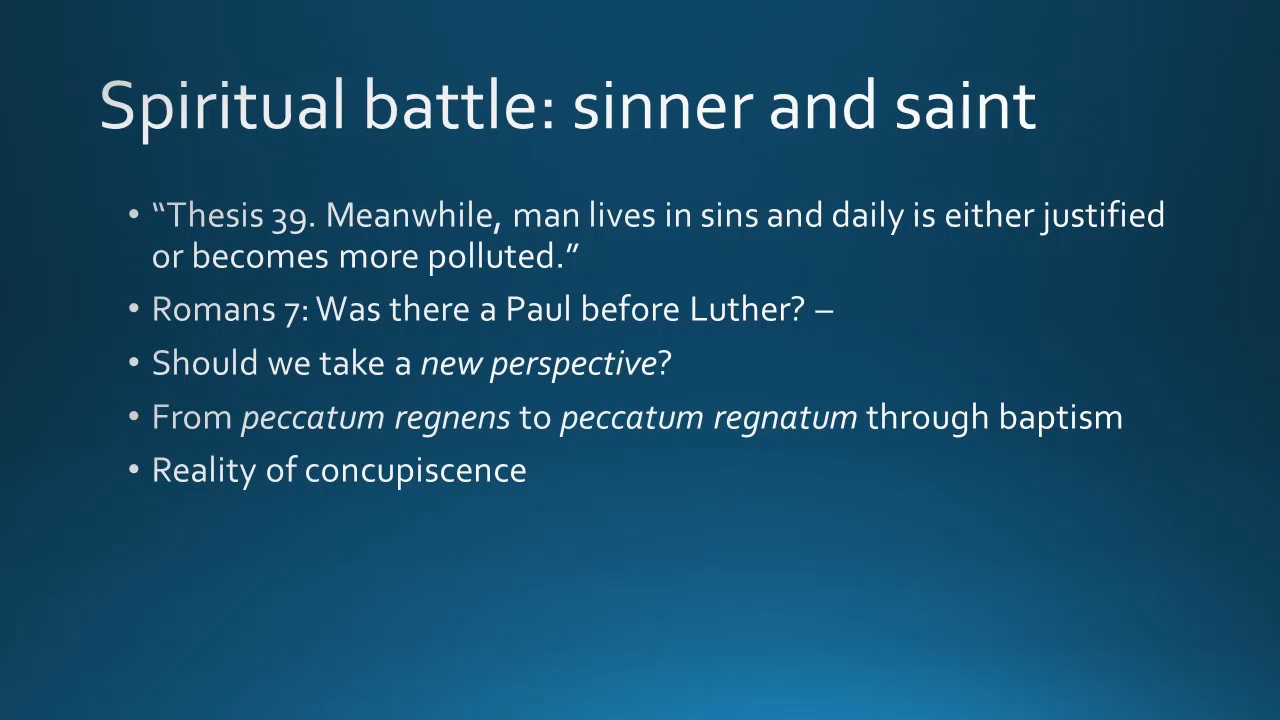 Spiritual battle: sinner and saint
• “Thesis 39. Meanwhile, man lives in sins and daily is either justified
or becomes more polluted.”
• Romans 7: Was there a Paul before Luther? –
• Should we take a new perspective?
• From peccatum regnens to peccatum regnatum through baptism
• Reality of concupiscence